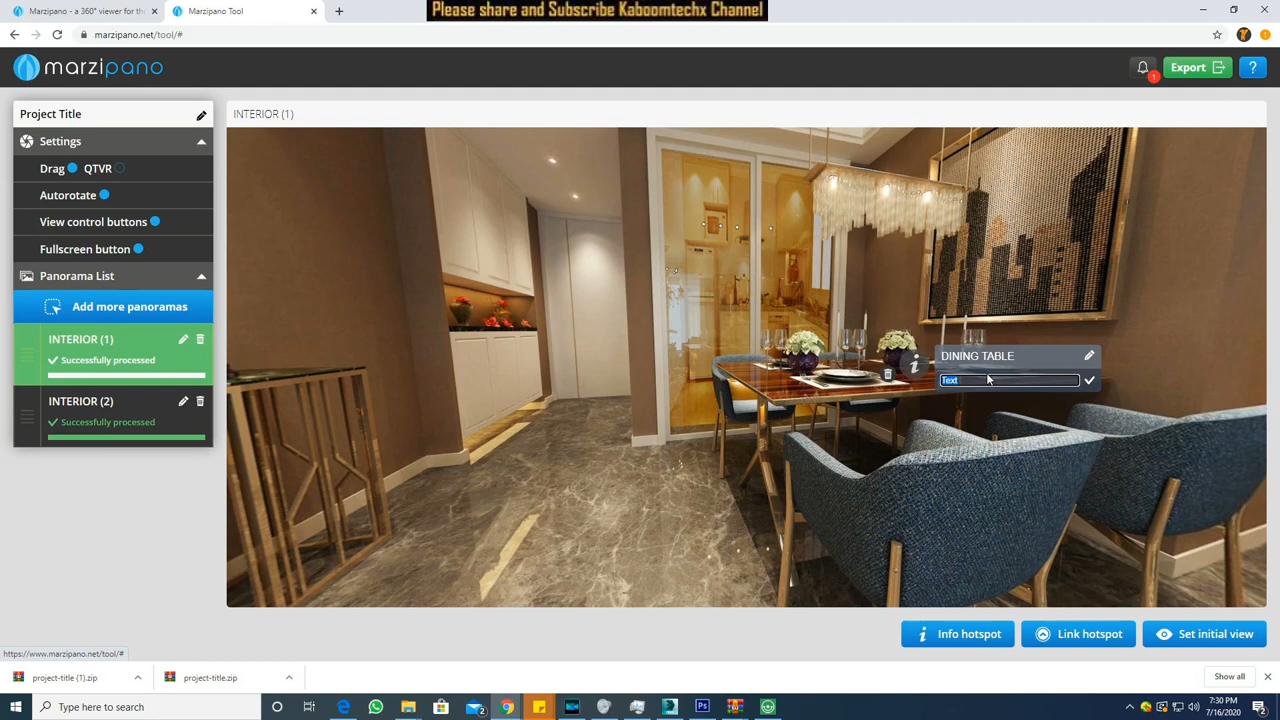 Marzipano - a 360° viewer for th
Marzipano Tool
Please share and Subscribe Kaboomtechx Channel
marzipano.net/tool/#
marzipano
1
Export
?
Project Title
INTERIOR (1)
Settings
Drag
QTVR
Autorotate
View control buttons
Fullscreen button
Panorama List
Add more panoramas
INTERIOR (1)
Successfully processed
INTERIOR (2)
Successfully processed
DINING TABLE
Text
Info hotspot
Link hotspot
Set initial view
https://www.marzipano.net/tool/#
project-title (1).zip
project-title.zip
Show all
Type here to search
2
7:30 PM
7/16/2020
2